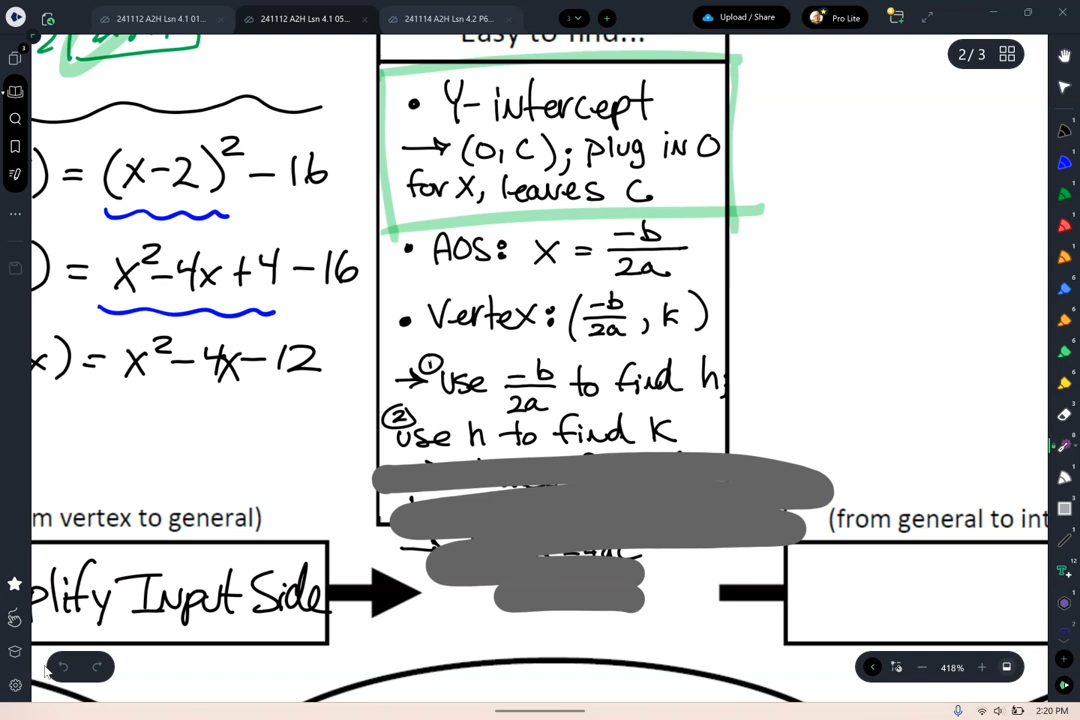 241112 A2H Lsn 4.1 01...
241112 A2H Lsn 4.1 05...
241114 A2H Lsn 4.2 P6...
3
Upload / Share
Pro Lite
2/3
Easy to find...
• Y-intercept
→ (0, C); plug in 0
for X, leaves C.
) = (x-2)² - 16
• AOS: X = -b/2a
) = x²-4x+4-16
• Vertex: (-b/2a, K)
x) = x²-4x-12
→ ① Use -b/2a to find h;
② use h to find K
m vertex to general)
(from general to int
plify Input Side
418%
2:20 PM